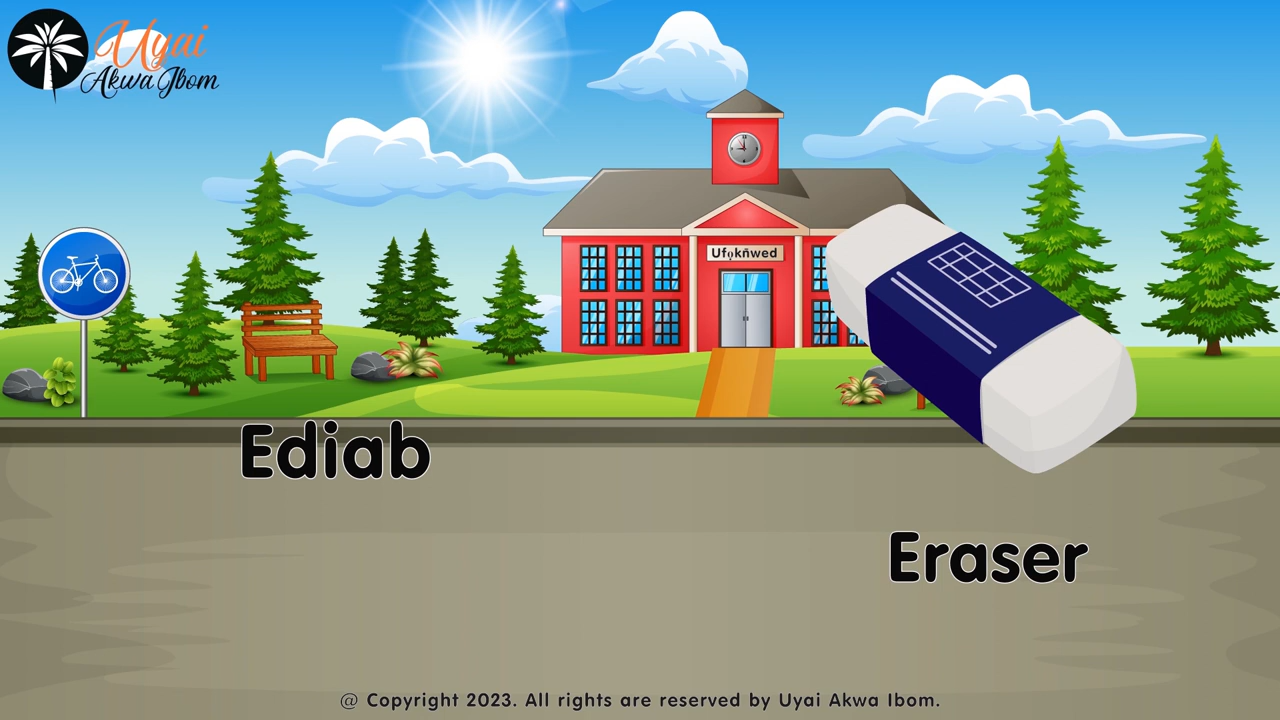 Uyai
Akwa Ibom
Ufọkn̄wed
Ediab
Eraser
@ Copyright 2023. All rights are reserved by Uyai Akwa Ibom.